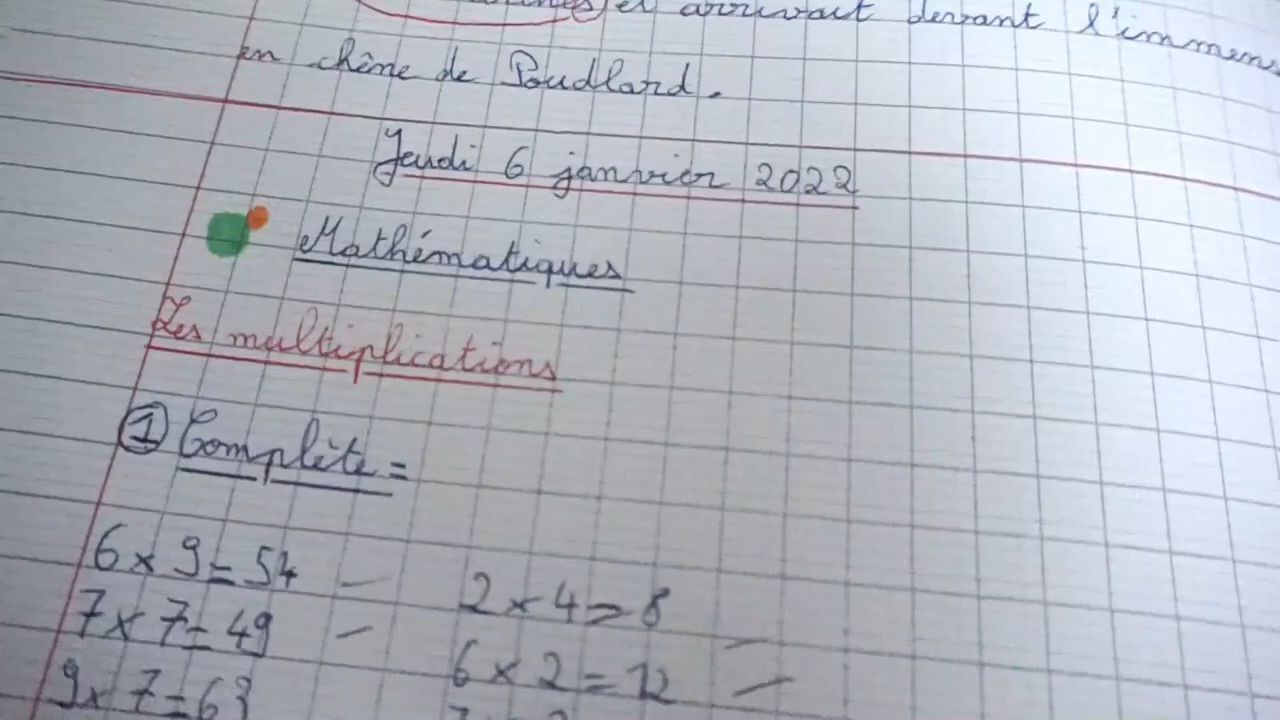 et arrivait devant l'immens
en chêne de Poudlard.
Jeudi 6 janvier 2022
Mathématiques
Les multiplications
1 Complète =
6 x 9 = 54
2 x 4 = 8
7 x 7 = 49
6 x 2 = 12
9 x 7 = 63